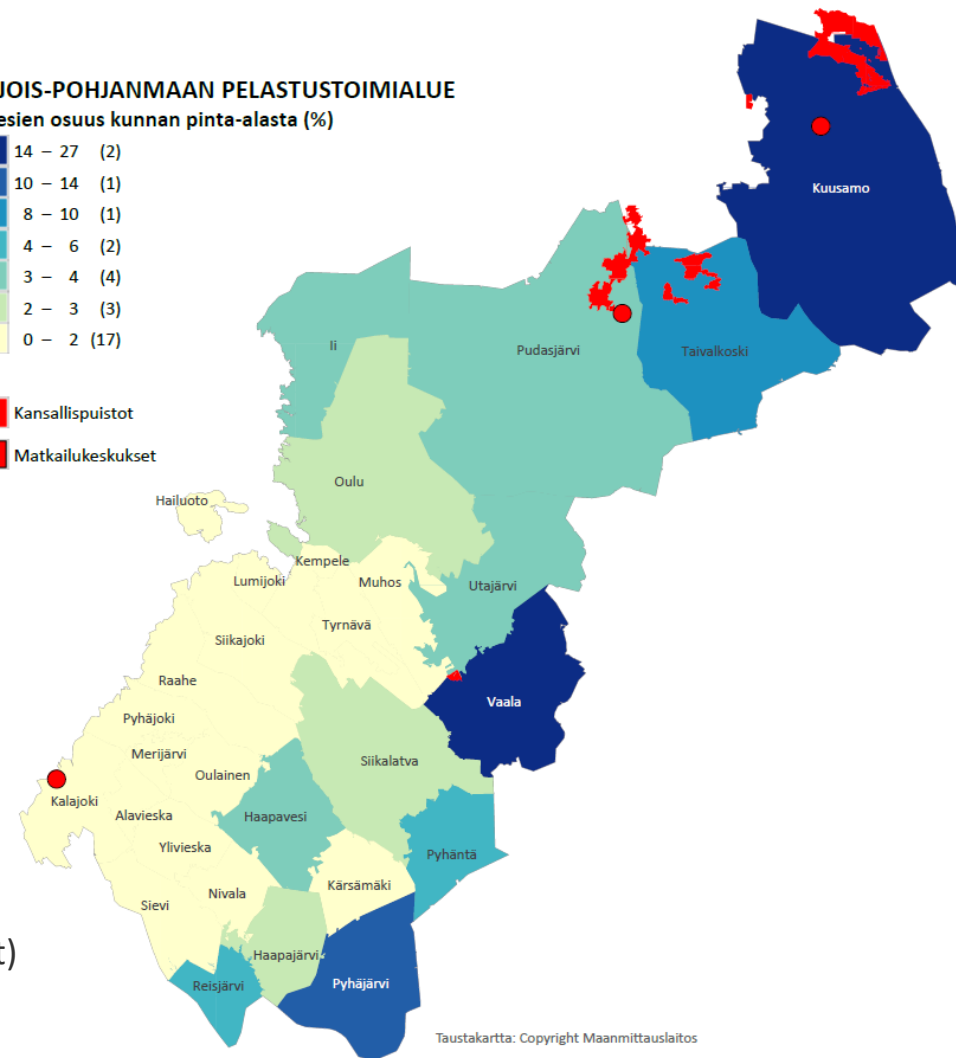 JOIS-POHJANMAAN PELASTUSTOIMIALUE
esien osuus kunnan pinta-alasta (%)
14 – 27 (2)
10 – 14 (1)
8 – 10 (1)
4 – 6 (2)
3 – 4 (4)
2 – 3 (3)
0 – 2 (17)
Kansallispuistot
Matkailukeskukset
Kuusamo
Ii
Pudasjärvi
Taivalkoski
Oulu
Hailuoto
Kempele
Lumijoki
Muhos
Utajärvi
Tyrnävä
Siikajoki
Raahe
Vaala
Pyhäjoki
Merijärvi
Siikalatva
Oulainen
Kalajoki
Alavieska
Haapavesi
Ylivieska
Pyhäntä
Kärsämäki
Nivala
Sievi
t)
Haapajärvi
Reisjärvi
Pyhäjärvi
Taustakartta: Copyright Maanmittauslaitos